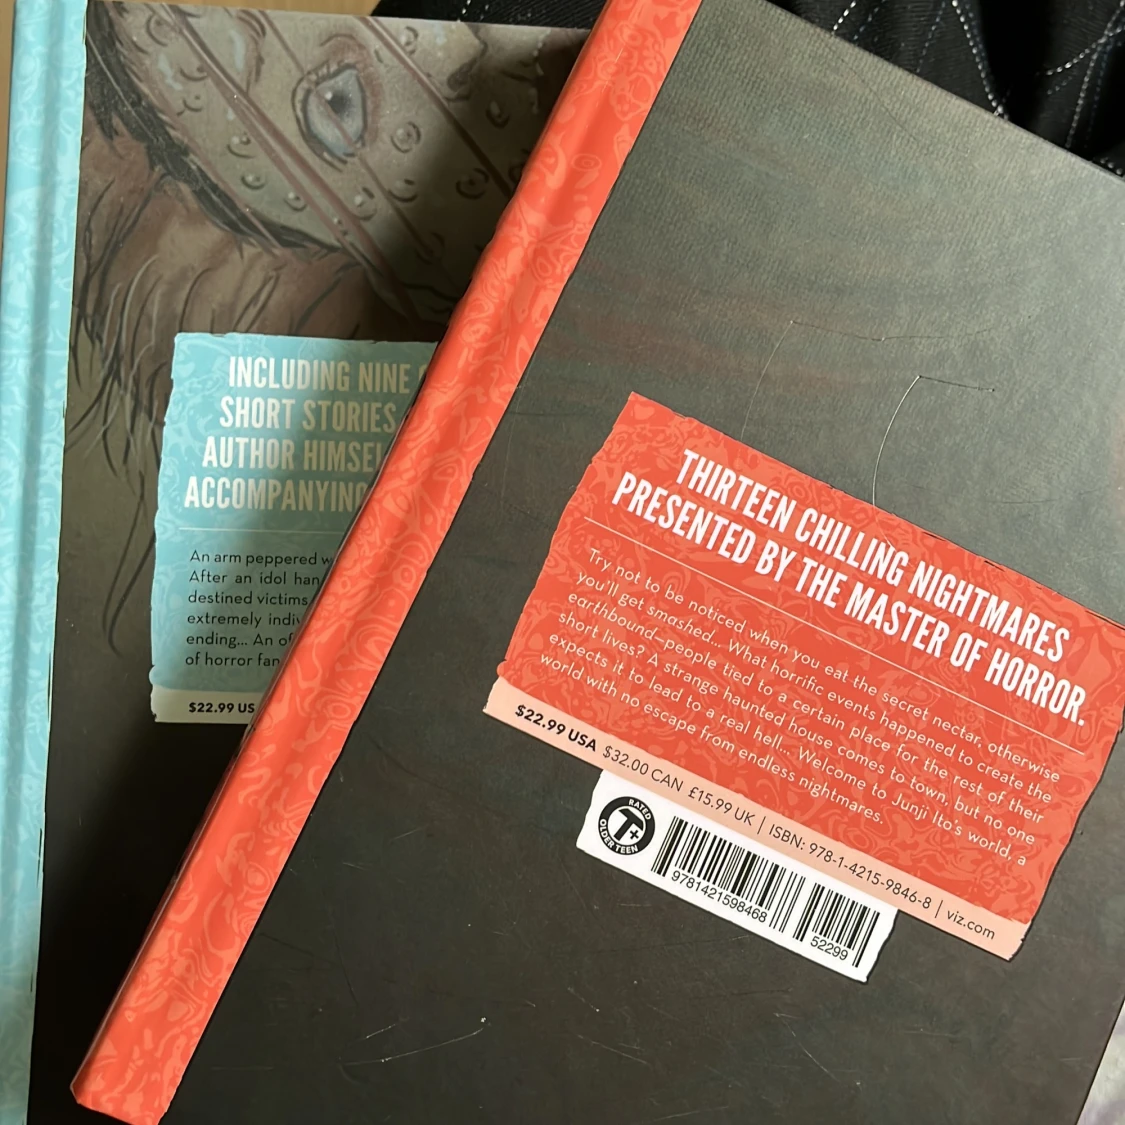 INCLUDING NINE
SHORT STORIES
AUTHOR HIMSEL
ACCOMPANYING
An arm peppered w
After an idol han
destined victims
extremely indiv
ending... An of
of horror fan
$22.99 US
THIRTEEN CHILLING NIGHTMARES
PRESENTED BY THE MASTER OF HORROR.
Try not to be noticed when you eat the secret nectar, otherwise
you'll get smashed... What horrific events happened to create the
earthbound—people tied to a certain place for the rest of their
short lives? A strange haunted house comes to town, but no one
expects it to lead to a real hell... Welcome to Junji Ito's world, a
world with no escape from endless nightmares.
$22.99 USA $32.00 CAN £15.99 UK | ISBN: 978-1-4215-9846-8 | viz.com
RATED
T+
OLDER TEEN
9781421598468
52299